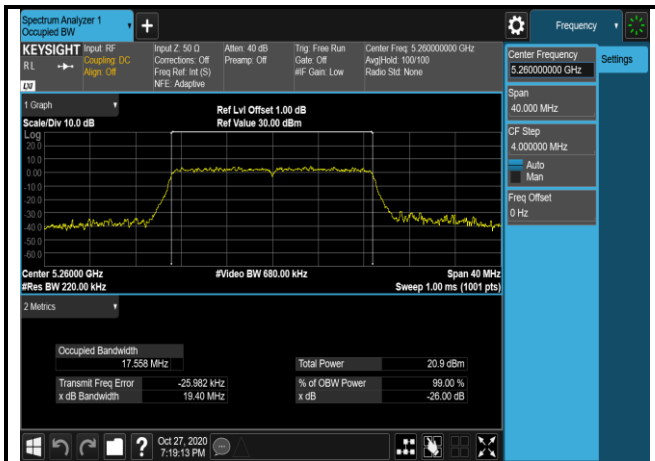 Spectrum Analyzer 1
Occupied BW
+
Frequency
KEYSIGHT
RL
LXI
Input: RF
Coupling: DC
Align: Off
Input Z: 50 Ω
Corrections: Off
Freq Ref: Int (S)
NFE: Adaptive
Atten: 40 dB
Preamp: Off
Trig: Free Run
Gate: Off
#IF Gain: Low
Center Freq: 5.260000000 GHz
Avg|Hold: 100/100
Radio Std: None
Center Frequency
5.260000000 GHz
Settings
Span
40.000 MHz
CF Step
4.000000 MHz
Auto
Man
Freq Offset
0 Hz
1 Graph
Scale/Div 10.0 dB
Ref Lvl Offset 1.00 dB
Ref Value 30.00 dBm
Log
20.0
10.0
0.00
-10.0
-20.0
-30.0
-40.0
-50.0
-60.0
Center 5.26000 GHz
#Video BW 680.00 kHz
Span 40 MHz
#Res BW 220.00 kHz
Sweep 1.00 ms (1001 pts)
2 Metrics
Occupied Bandwidth
17.558 MHz
Total Power 20.9 dBm
Transmit Freq Error -25.982 kHz
% of OBW Power 99.00 %
x dB Bandwidth 19.40 MHz
x dB -26.00 dB
?
Oct 27, 2020
7:19:13 PM